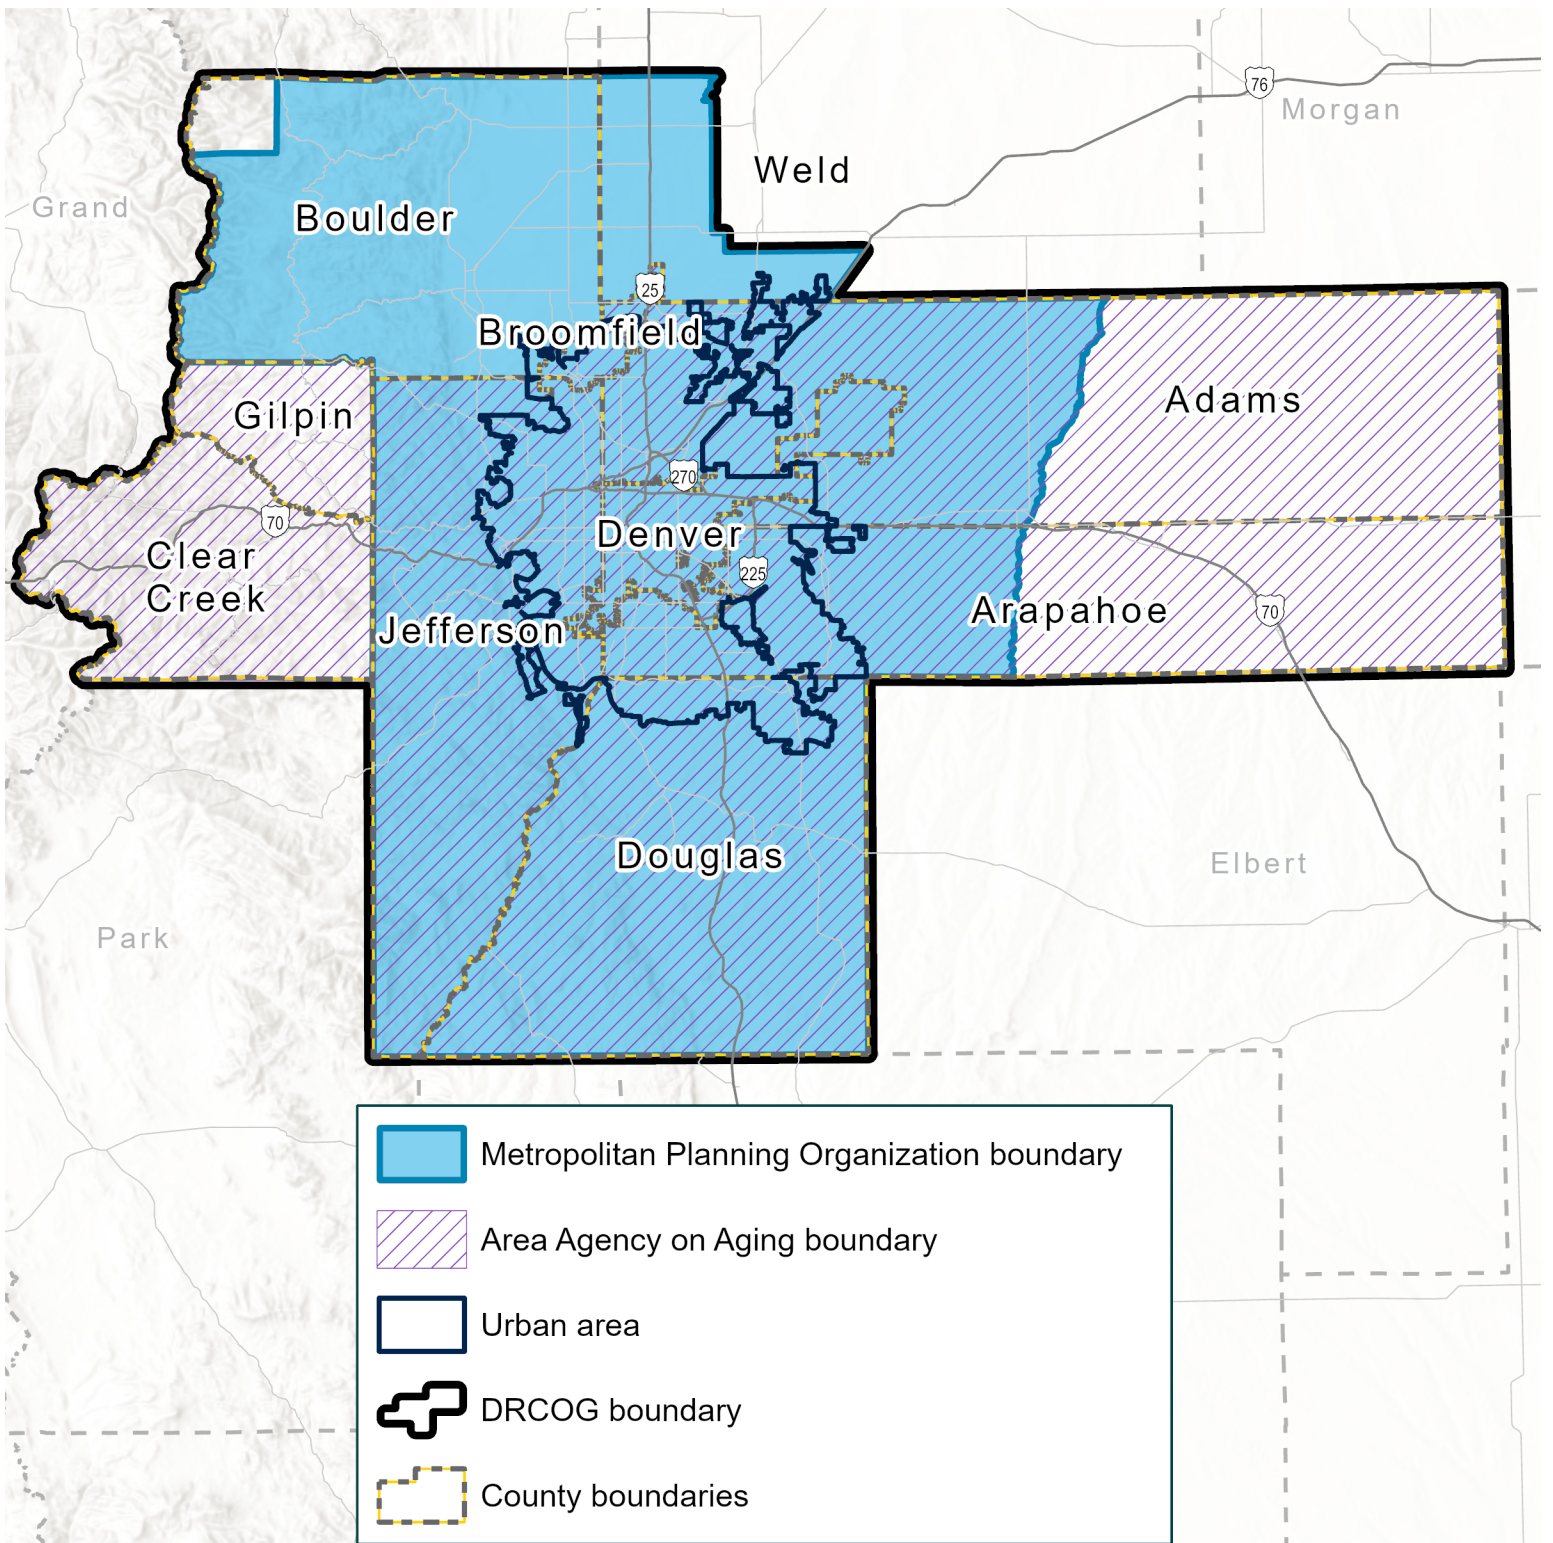 76
Morgan
Weld
Grand
Boulder
25
Broomfield
Adams
Gilpin
270
70
Denver
Clear
Creek
225
Arapahoe
70
Jefferson
Douglas
Elbert
Park
Metropolitan Planning Organization boundary
Area Agency on Aging boundary
Urban area
DRCOG boundary
County boundaries